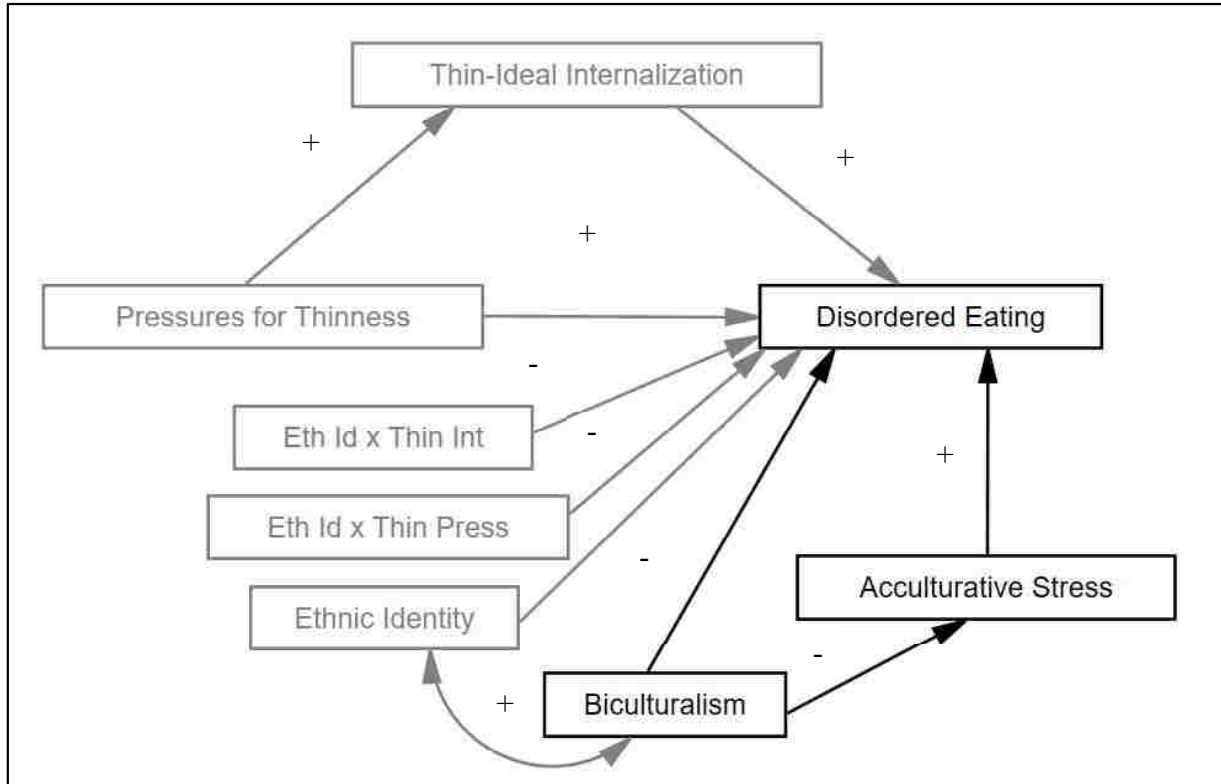 Thin-Ideal Internalization
+
+
+
Pressures for Thinness
Disordered Eating
-
Eth Id x Thin Int
-
+
Eth Id x Thin Press
-
Acculturative Stress
Ethnic Identity
-
+
Biculturalism